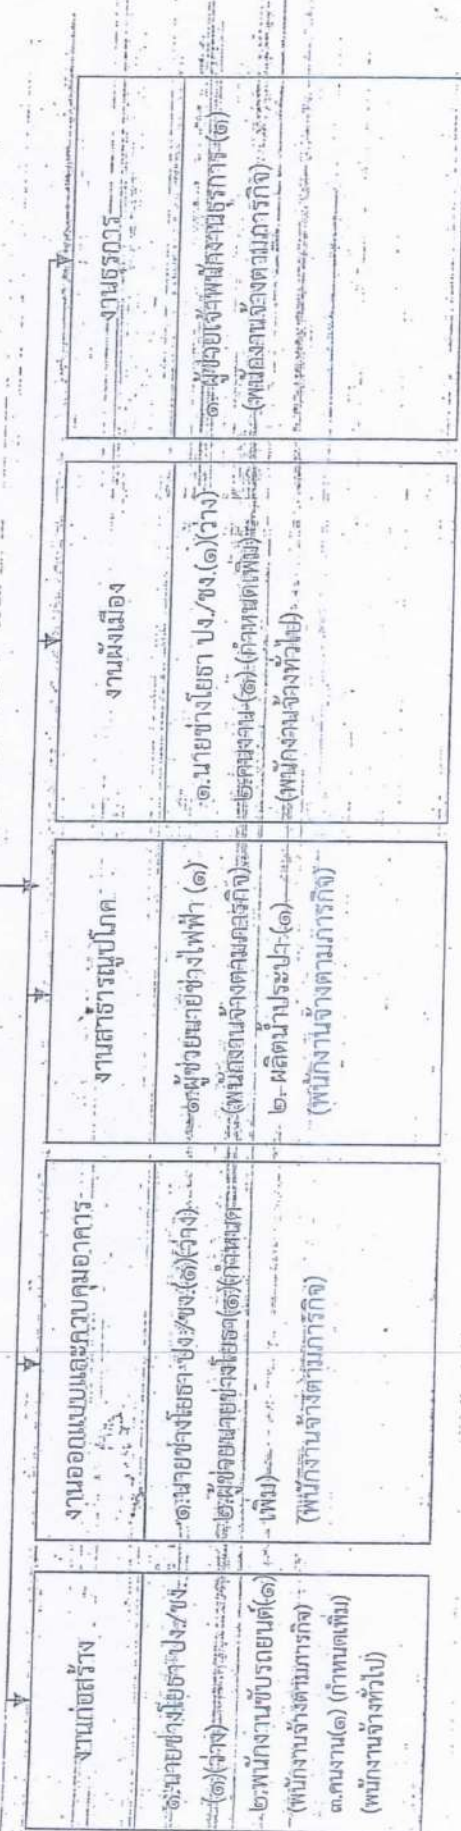 งานก่อสร้าง
๑.นายช่างโยธา ปง./ชง.
(๑)(ว่าง)
๒.พนักงานขับรถยนต์(๑)
(พนักงานจ้างตามภารกิจ)
๓.คนงาน(๑) (กำหนดเพิ่ม)
(พนักงานจ้างทั่วไป)
งานออกแบบและควบคุมอาคาร
๑.นายช่างโยธา ปง./ชง.(๑)(ว่าง)
๒.ผู้ช่วยนายช่างโยธา(๑)(กำหนด
เพิ่ม)
(พนักงานจ้างตามภารกิจ)
งานสาธารณูปโภค
๑.ผู้ช่วยนายช่างไฟฟ้า (๑)
(พนักงานจ้างตามภารกิจ)
๒. ผลิตน้ำประปา (๑)
(พนักงานจ้างตามภารกิจ)
งานผังเมือง
๑.นายช่างโยธา ปง./ชง.(๑)(ว่าง)
๒.คนงาน (๑) (กำหนดเพิ่ม)
(พนักงานจ้างทั่วไป)
งานธุรการ
๑.ผู้ช่วยเจ้าพนักงานธุรการ (๑)
(พนักงานจ้างตามภารกิจ)